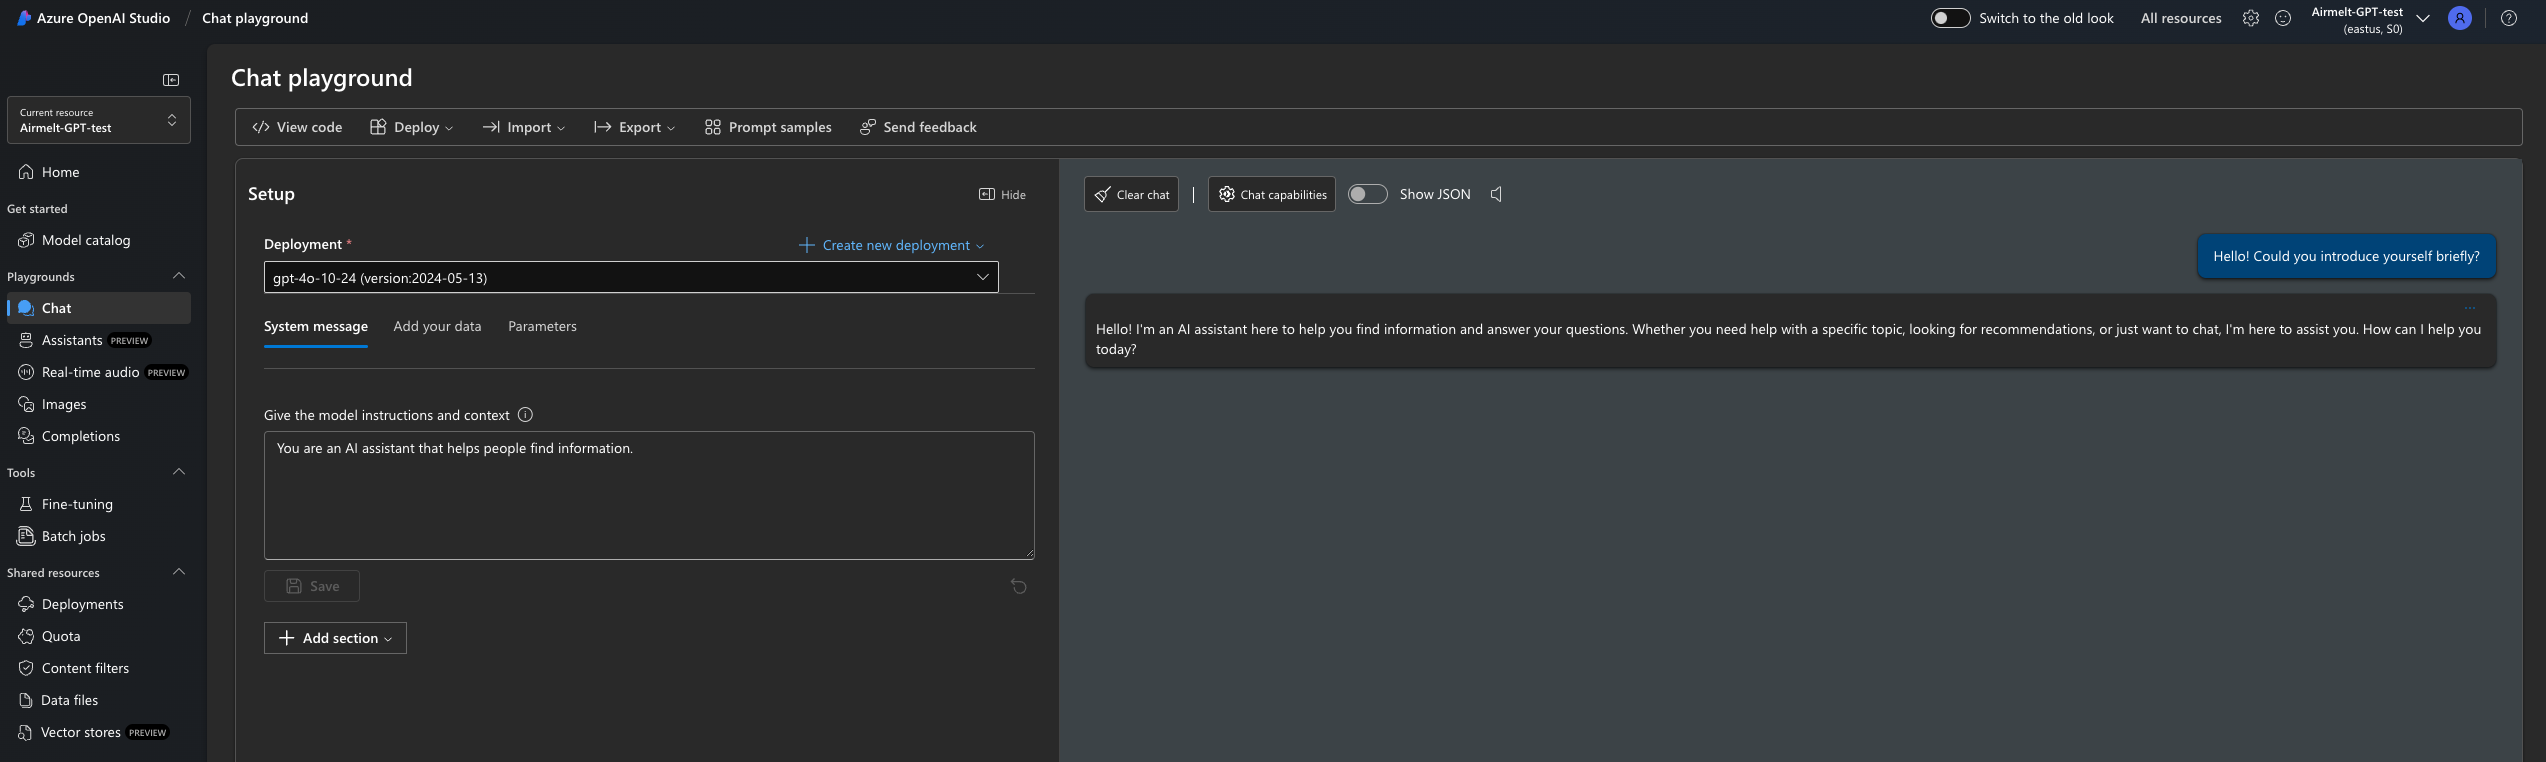 Azure OpenAI Studio / Chat playground
Switch to the old look
All resources
Airmelt-GPT-test
(eastus, S0)
Current resource
Airmelt-GPT-test
Home
Get started
Model catalog
Playgrounds
Chat
Assistants PREVIEW
Real-time audio PREVIEW
Images
Completions
Tools
Fine-tuning
Batch jobs
Shared resources
Deployments
Quota
Content filters
Data files
Vector stores PREVIEW
Chat playground
View code
Deploy
Import
Export
Prompt samples
Send feedback
Setup
Hide
Deployment *
Create new deployment
gpt-4o-10-24 (version:2024-05-13)
System message
Add your data
Parameters
Give the model instructions and context
You are an AI assistant that helps people find information.
Save
Add section
Clear chat
Chat capabilities
Show JSON
Hello! Could you introduce yourself briefly?
Hello! I'm an AI assistant here to help you find information and answer your questions. Whether you need help with a specific topic, looking for recommendations, or just want to chat, I'm here to assist you. How can I help you
today?